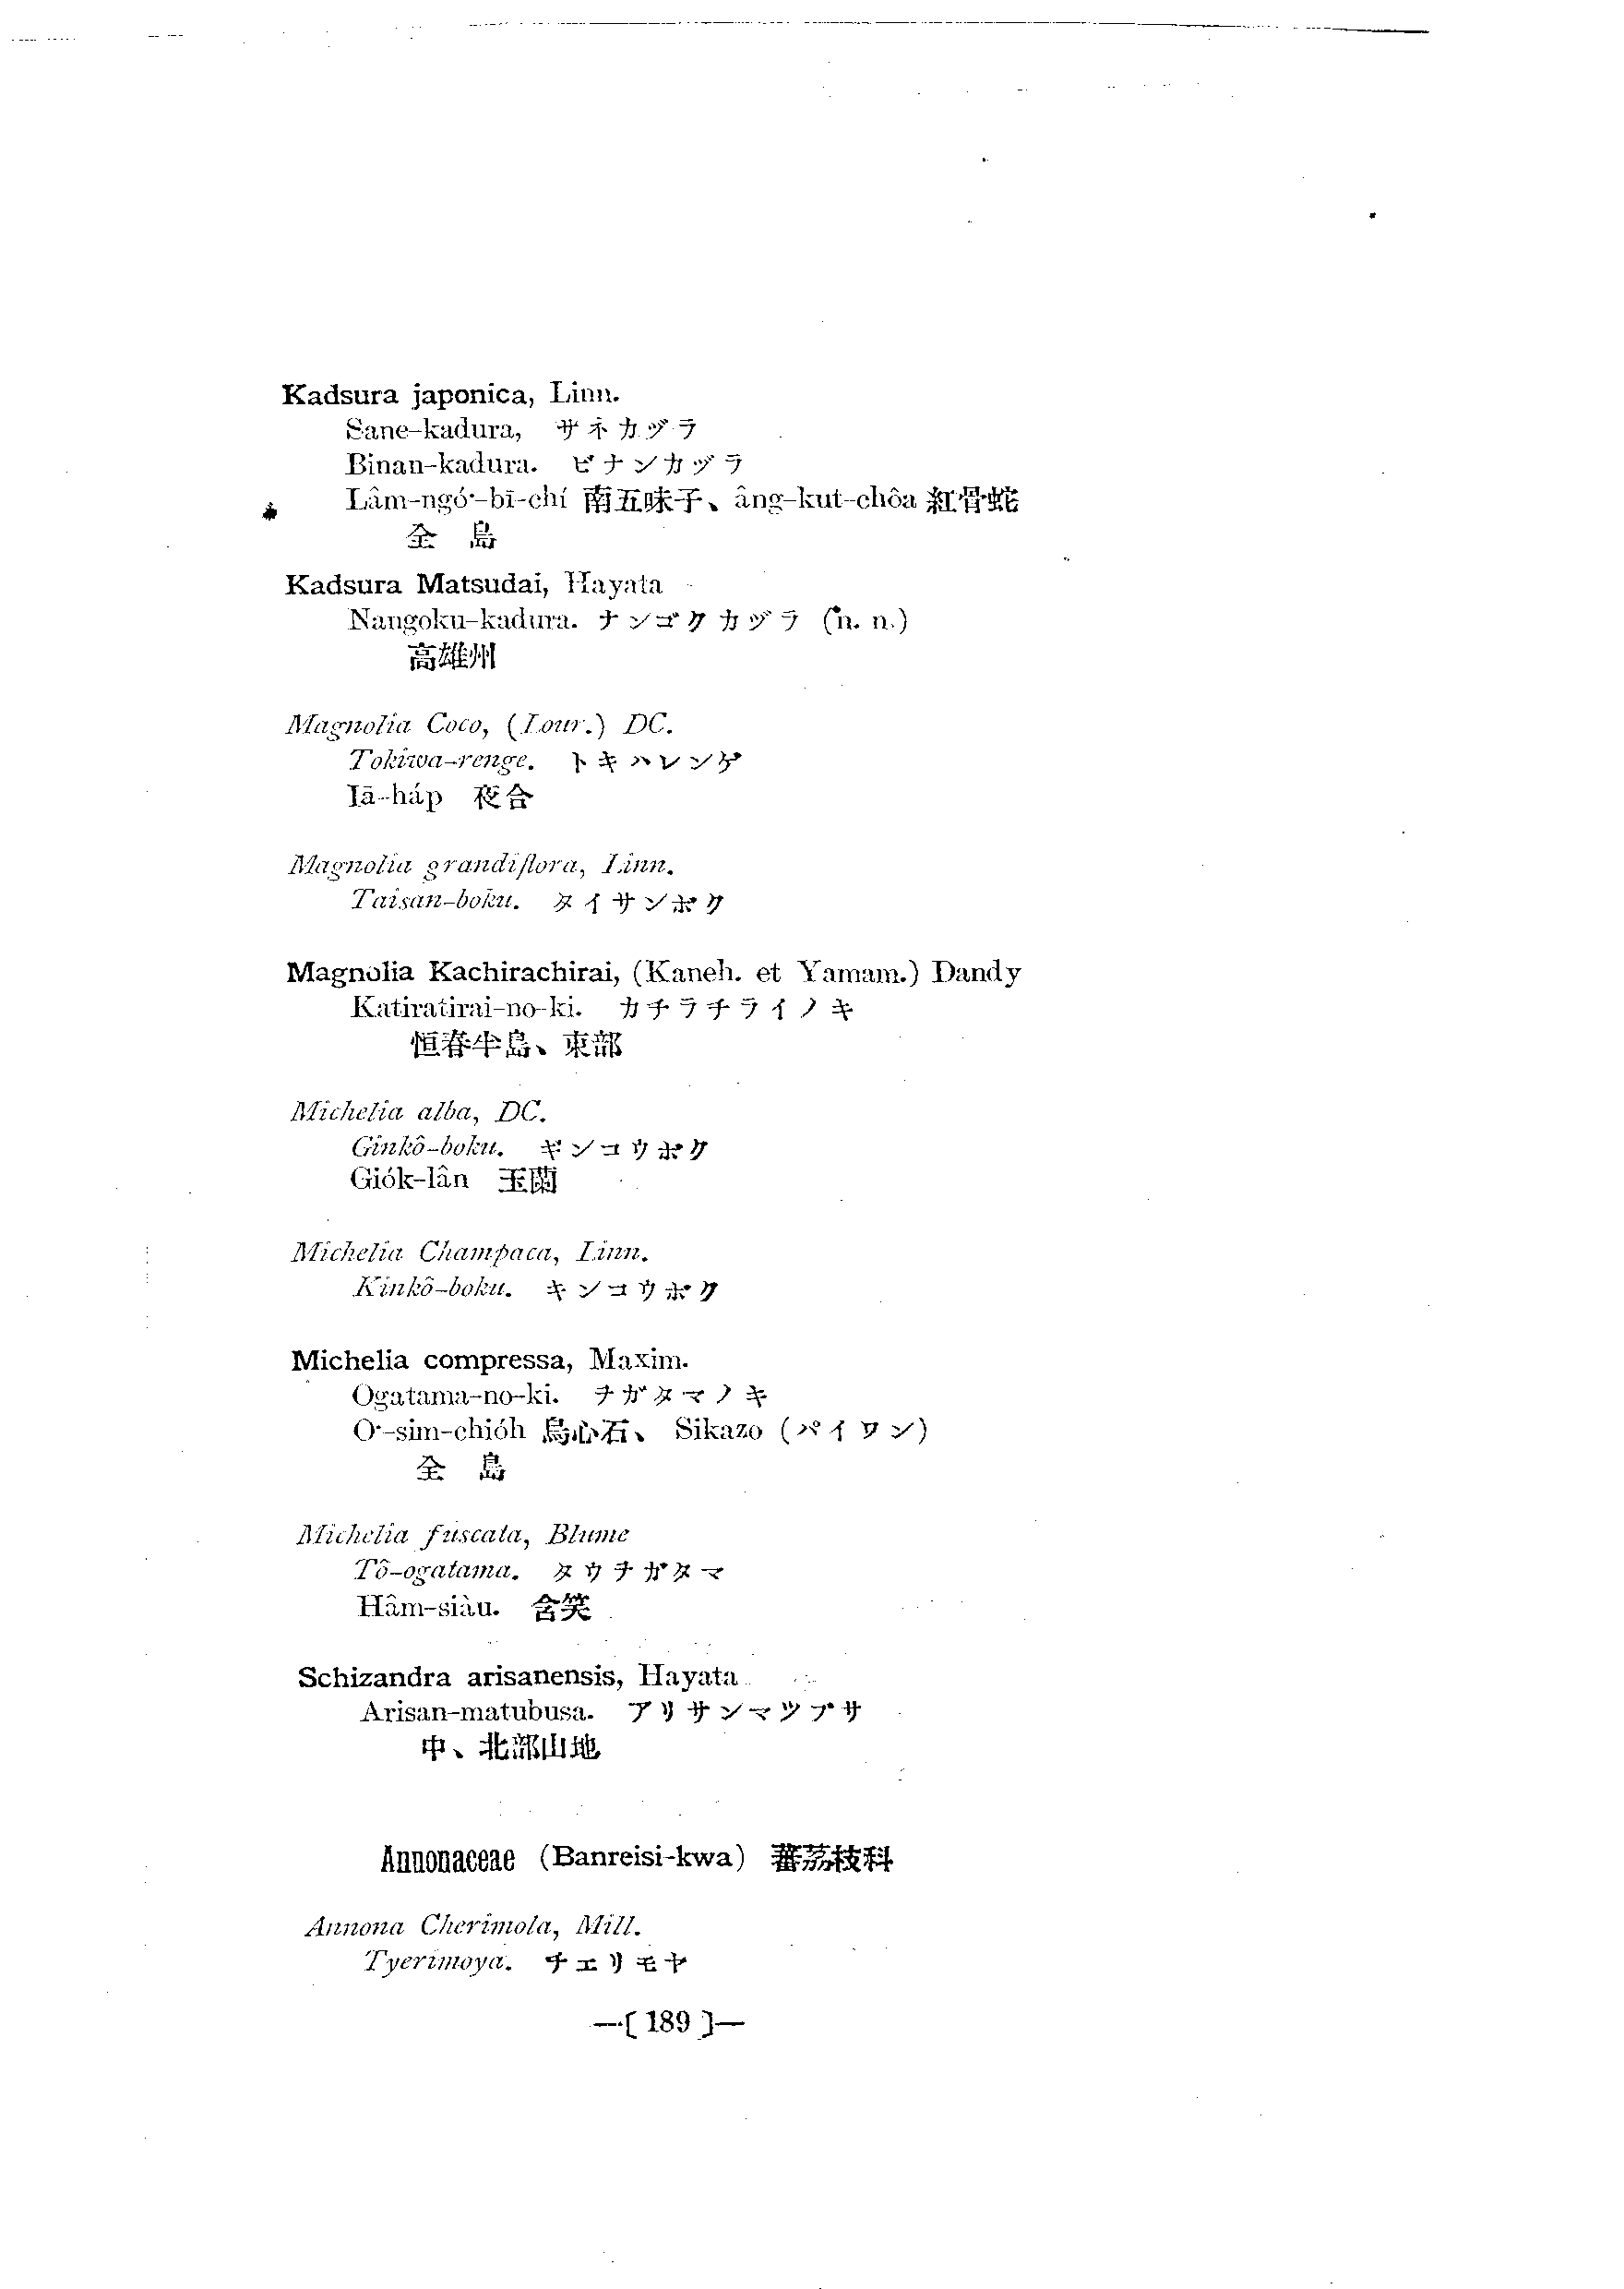 Kadsura japonica, Linn.
Sane-kadura, サネカヅラ
Binan-kadura. ビナンカヅラ
Lâm-ngó·-bī-chí 南五味子、âng-kut-chôa 紅骨蛇
全 島
Kadsura Matsudai, Hayata
Nangoku-kadura. ナンゴクカヅラ (n. n.)
高雄州
Magnolia Coco, (Lour.) DC.
Tokiwa-renge. トキハレンゲ
Iā-háp 夜合
Magnolia grandiflora, Linn.
Taisan-boku. タイサンボク
Magnolia Kachirachirai, (Kaneh. et Yamam.) Dandy
Katiratirai-no-ki. カチラチライノキ
恒春半島、東部
Michelia alba, DC.
Ginkô-boku. ギンコウボク
Giók-lân 玉蘭
Michelia Champaca, Linn.
Kinkô-boku. キンコウボク
Michelia compressa, Maxim.
Ogatama-no-ki. ヲガタマノキ
O·-sim-chióh 烏心石、 Sikazo (パイワン)
全 島
Michelia fuscata, Blume
Tô-ogatama. タウヲガタマ
Hâm-siàu. 含笑
Schizandra arisanensis, Hayata
Arisan-matubusa. アリサンマツブサ
中、北部山地
Annonaceae (Banreisi-kwa) 蕃茘枝科
Annona Cherimola, Mill.
Tyerimoya. チエリモヤ
—[ 189 ]—